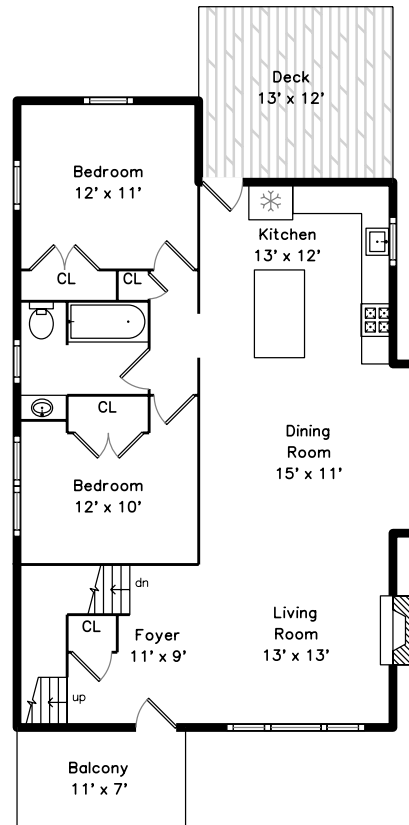 Deck
13' x 12'
Bedroom
12' x 11'
Kitchen
13' x 12'
CL
CL
CL
Dining
Room
15' x 11'
Bedroom
12' x 10'
dn
CL
Foyer
11' x 9'
Living
Room
13' x 13'
up
Balcony
11' x 7'